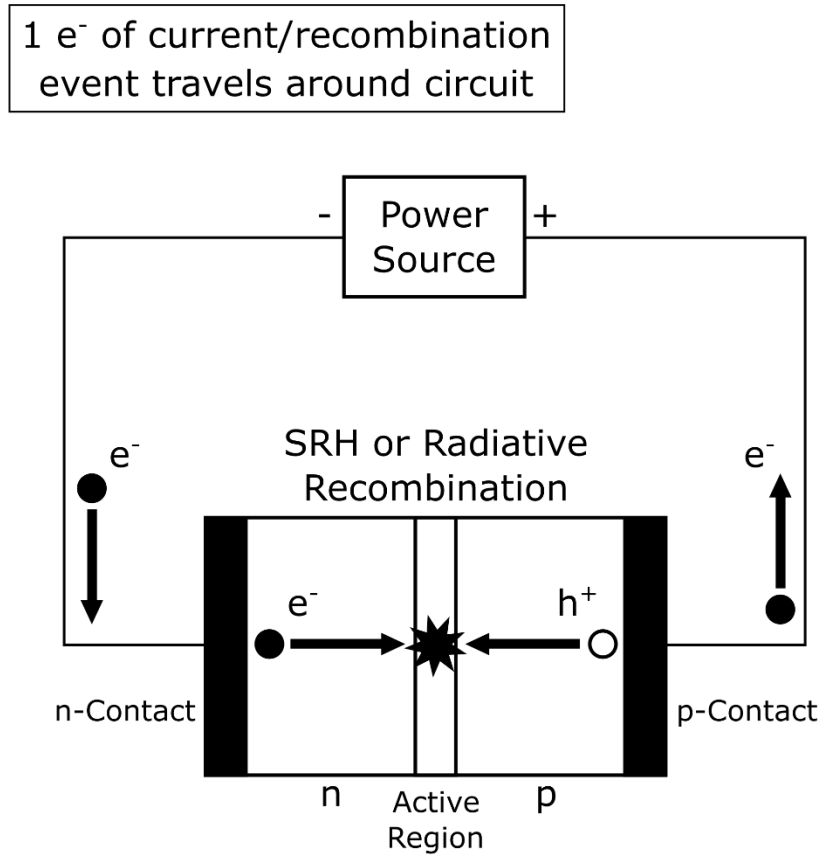 1 e⁻ of current/recombination
event travels around circuit
- Power +
Source
e⁻
SRH or Radiative
Recombination
e⁻
e⁻
h⁺
n-Contact
p-Contact
n
Active
Region
p